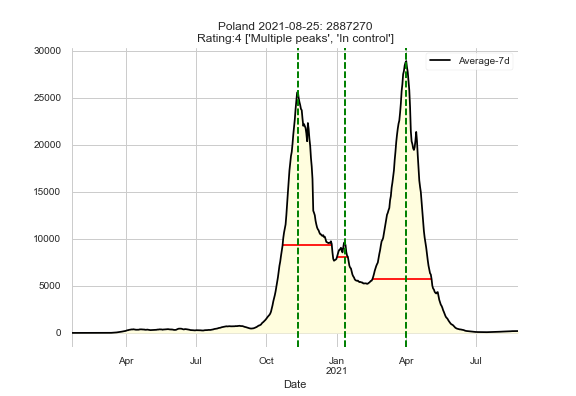 Poland 2021-08-25: 2887270
Rating:4 ['Multiple peaks', 'In control']
Average-7d
30000
25000
20000
15000
10000
5000
0
Apr Jul Oct Jan Apr Jul
2021
Date